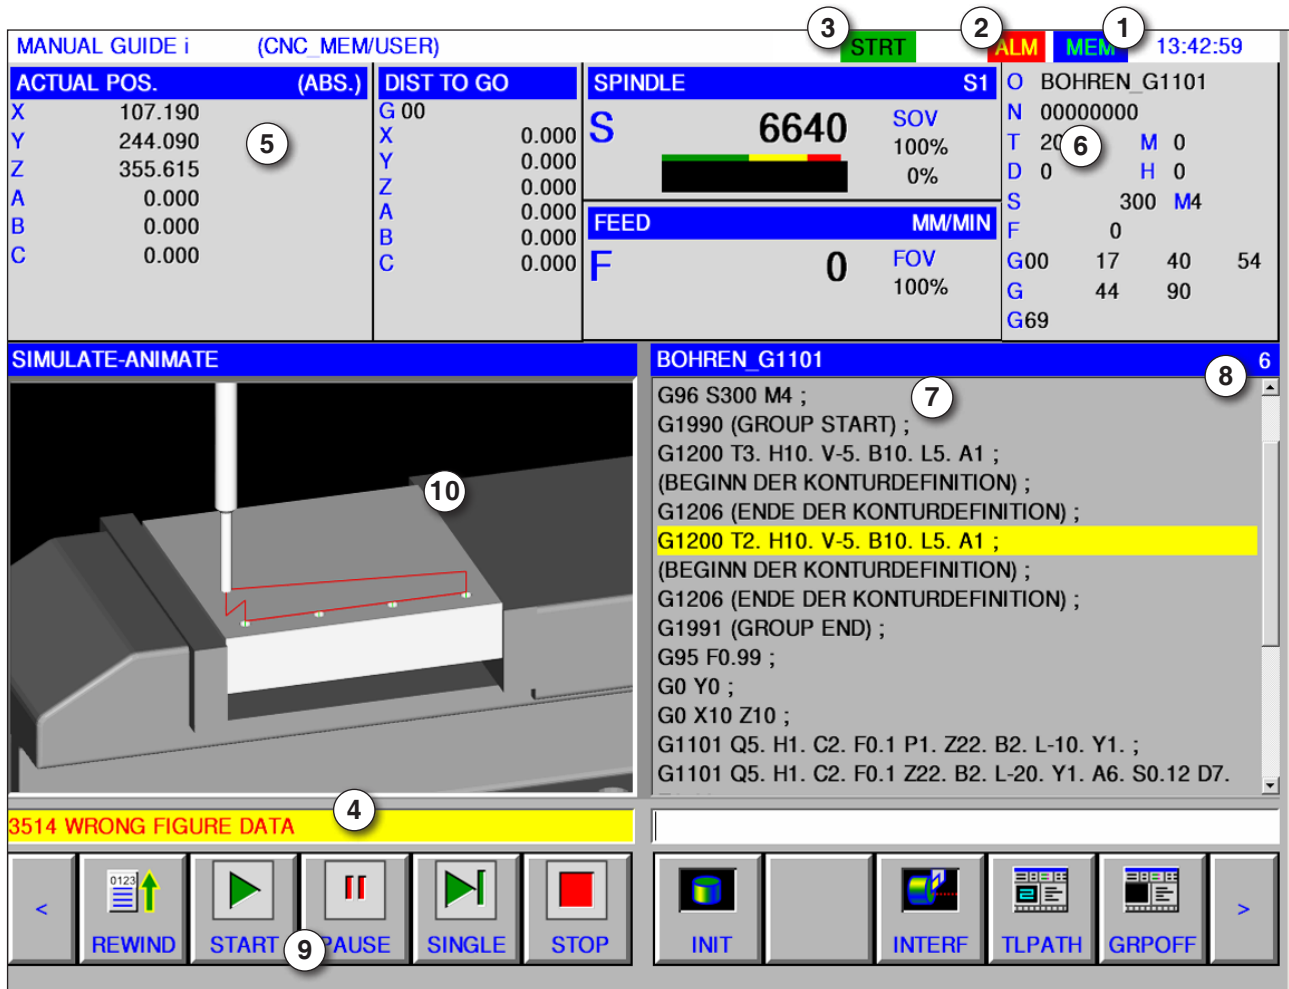 3 2 1
MANUAL GUIDE i (CNC_MEM/USER) STRT ALM MEM 13:42:59
ACTUAL POS. (ABS.)
X 107.190
Y 244.090
Z 355.615
A 0.000
B 0.000
C 0.000
5
DIST TO GO
G 00
X 0.000
Y 0.000
Z 0.000
A 0.000
B 0.000
C 0.000
SPINDLE S1
S 6640 SOV
100%
0%
FEED MM/MIN
F 0 FOV
100%
O BOHREN_G1101
N 00000000
T 20 M 0
6
D 0 H 0
S 300 M4
F 0
G00 17 40 54
G 44 90
G69
SIMULATE-ANIMATE
10
BOHREN_G1101 6
8
7
G96 S300 M4 ;
G1990 (GROUP START) ;
G1200 T3. H10. V-5. B10. L5. A1 ;
(BEGINN DER KONTURDEFINITION) ;
G1206 (ENDE DER KONTURDEFINITION) ;
G1200 T2. H10. V-5. B10. L5. A1 ;
(BEGINN DER KONTURDEFINITION) ;
G1206 (ENDE DER KONTURDEFINITION) ;
G1991 (GROUP END) ;
G95 F0.99 ;
G0 Y0 ;
G0 X10 Z10 ;
G1101 Q5. H1. C2. F0.1 P1. Z22. B2. L-10. Y1. ;
G1101 Q5. H1. C2. F0.1 Z22. B2. L-20. Y1. A6. S0.12 D7.
4
3514 WRONG FIGURE DATA
0123
< REWIND START PAUSE SINGLE STOP INIT INTERF TLPATH GRPOFF >
9